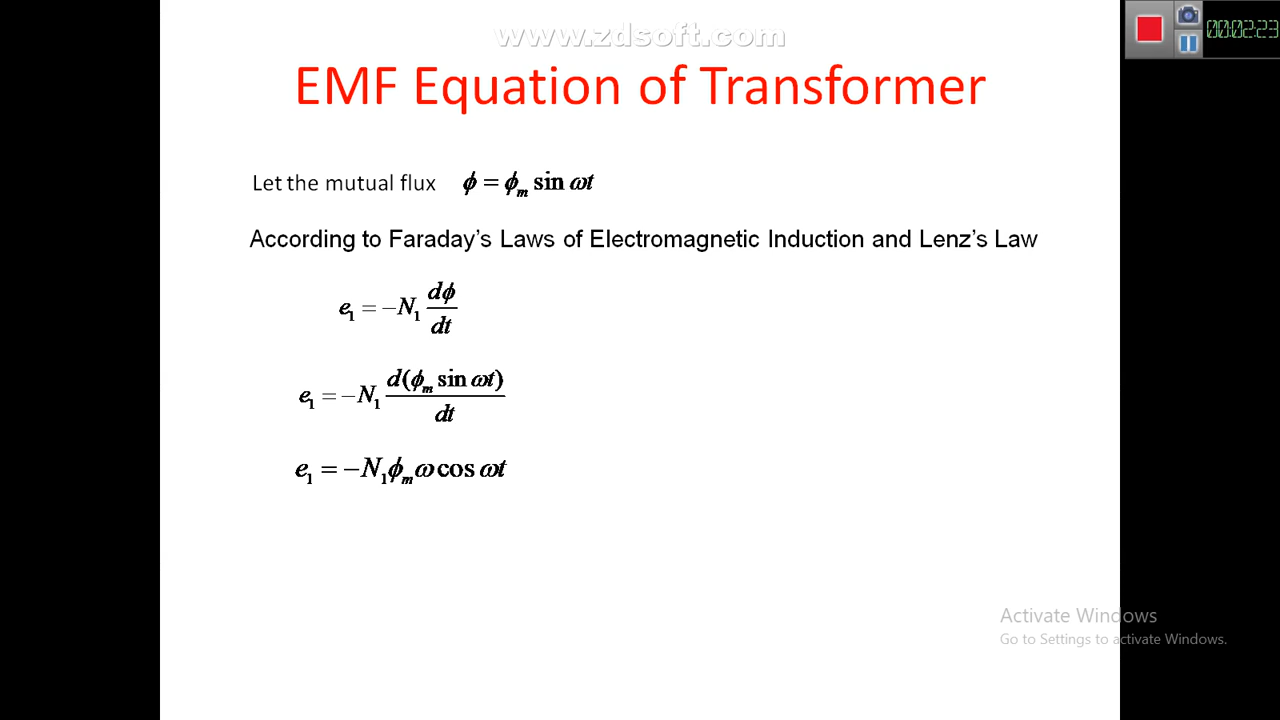 www.zdsoft.com
00:02:23
EMF Equation of Transformer
Let the mutual flux ϕ = ϕₘ sin ωt
According to Faraday’s Laws of Electromagnetic Induction and Lenz’s Law
e₁ = −N₁ dϕ/dt
e₁ = −N₁ d(ϕₘ sin ωt)/dt
e₁ = −N₁ϕₘω cos ωt
Activate Windows
Go to Settings to activate Windows.